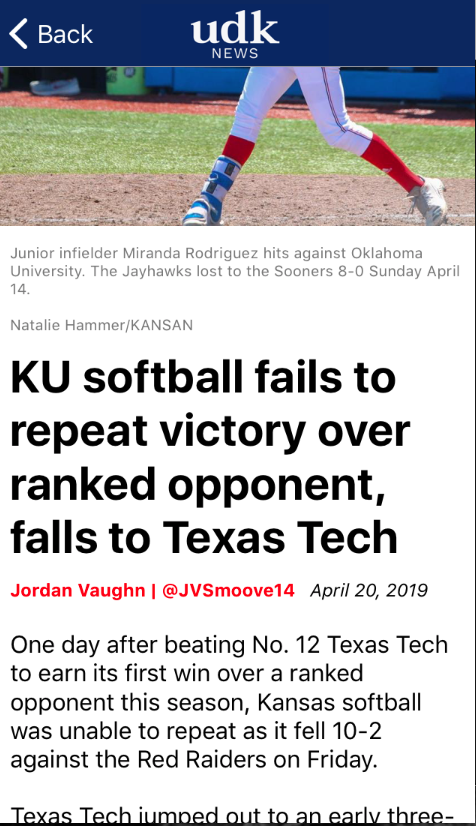 Back
udk
NEWS
Junior infielder Miranda Rodriguez hits against Oklahoma
University. The Jayhawks lost to the Sooners 8-0 Sunday April
14.
Natalie Hammer/KANSAN
KU softball fails to
repeat victory over
ranked opponent,
falls to Texas Tech
Jordan Vaughn | @JVSmoove14 April 20, 2019
One day after beating No. 12 Texas Tech
to earn its first win over a ranked
opponent this season, Kansas softball
was unable to repeat as it fell 10-2
against the Red Raiders on Friday.
Texas Tech jumped out to an early three-